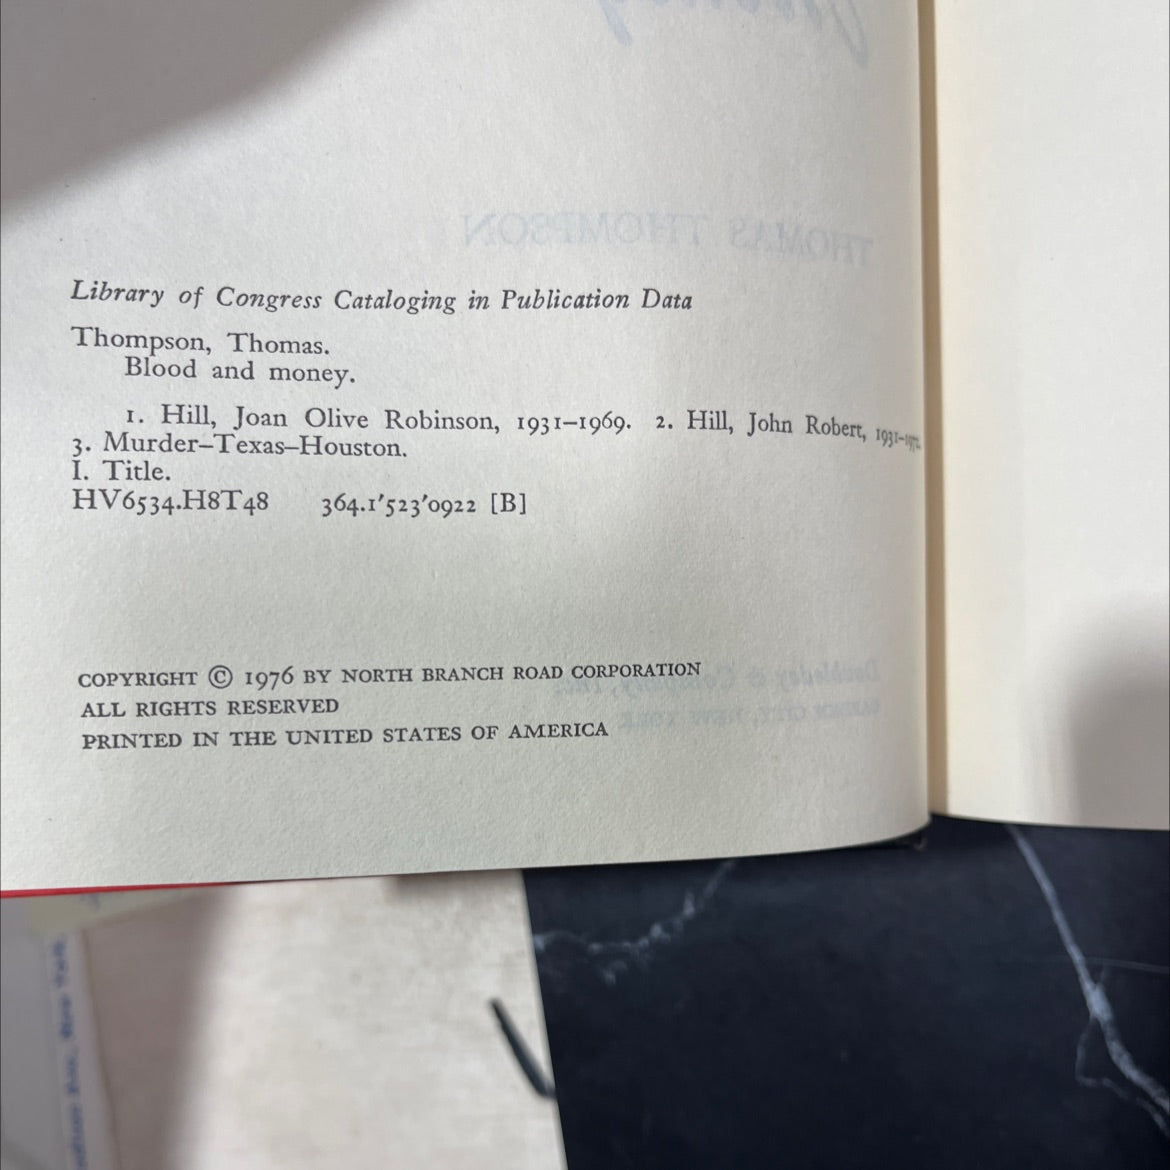 Library of Congress Cataloging in Publication Data
Thompson, Thomas.
Blood and money.
1. Hill, Joan Olive Robinson, 1931–1969. 2. Hill, John Robert, 1931–1972.
3. Murder–Texas–Houston.
I. Title.
HV6534.H8T48 364.1'523'0922 [B]
COPYRIGHT © 1976 BY NORTH BRANCH ROAD CORPORATION
ALL RIGHTS RESERVED
PRINTED IN THE UNITED STATES OF AMERICA
THOMAS THOMPSON